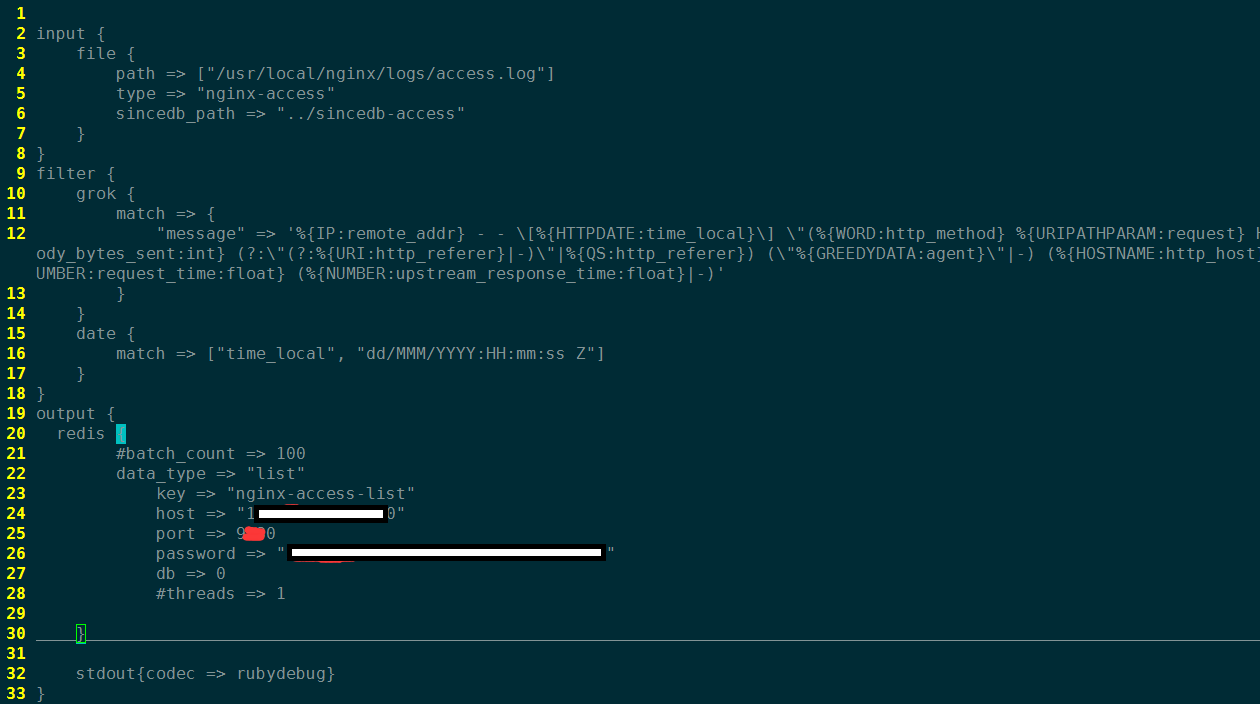 1
2 input {
3     file {
4         path => ["/usr/local/nginx/logs/access.log"]
5         type => "nginx-access"
6         sincedb_path => "../sincedb-access"
7     }
8 }
9 filter {
10     grok {
11         match => {
12             "message" => '%{IP:remote_addr} - - \[%{HTTPDATE:time_local}\] \"(%{WORD:http_method} %{URIPATHPARAM:request} H
ody_bytes_sent:int} (?:\"(?:%{URI:http_referer}|-)\"|%{QS:http_referer}) (\"%{GREEDYDATA:agent}\"|-) (%{HOSTNAME:http_host}
UMBER:request_time:float} (%{NUMBER:upstream_response_time:float}|-)'
13         }
14     }
15     date {
16         match => ["time_local", "dd/MMM/YYYY:HH:mm:ss Z"]
17     }
18 }
19 output {
20   redis {
21         #batch_count => 100
22         data_type => "list"
23             key => "nginx-access-list"
24             host => "1 0"
25             port => 9 0
26             password => " "
27             db => 0
28             #threads => 1
29
30     }
31
32     stdout{codec => rubydebug}
33 }